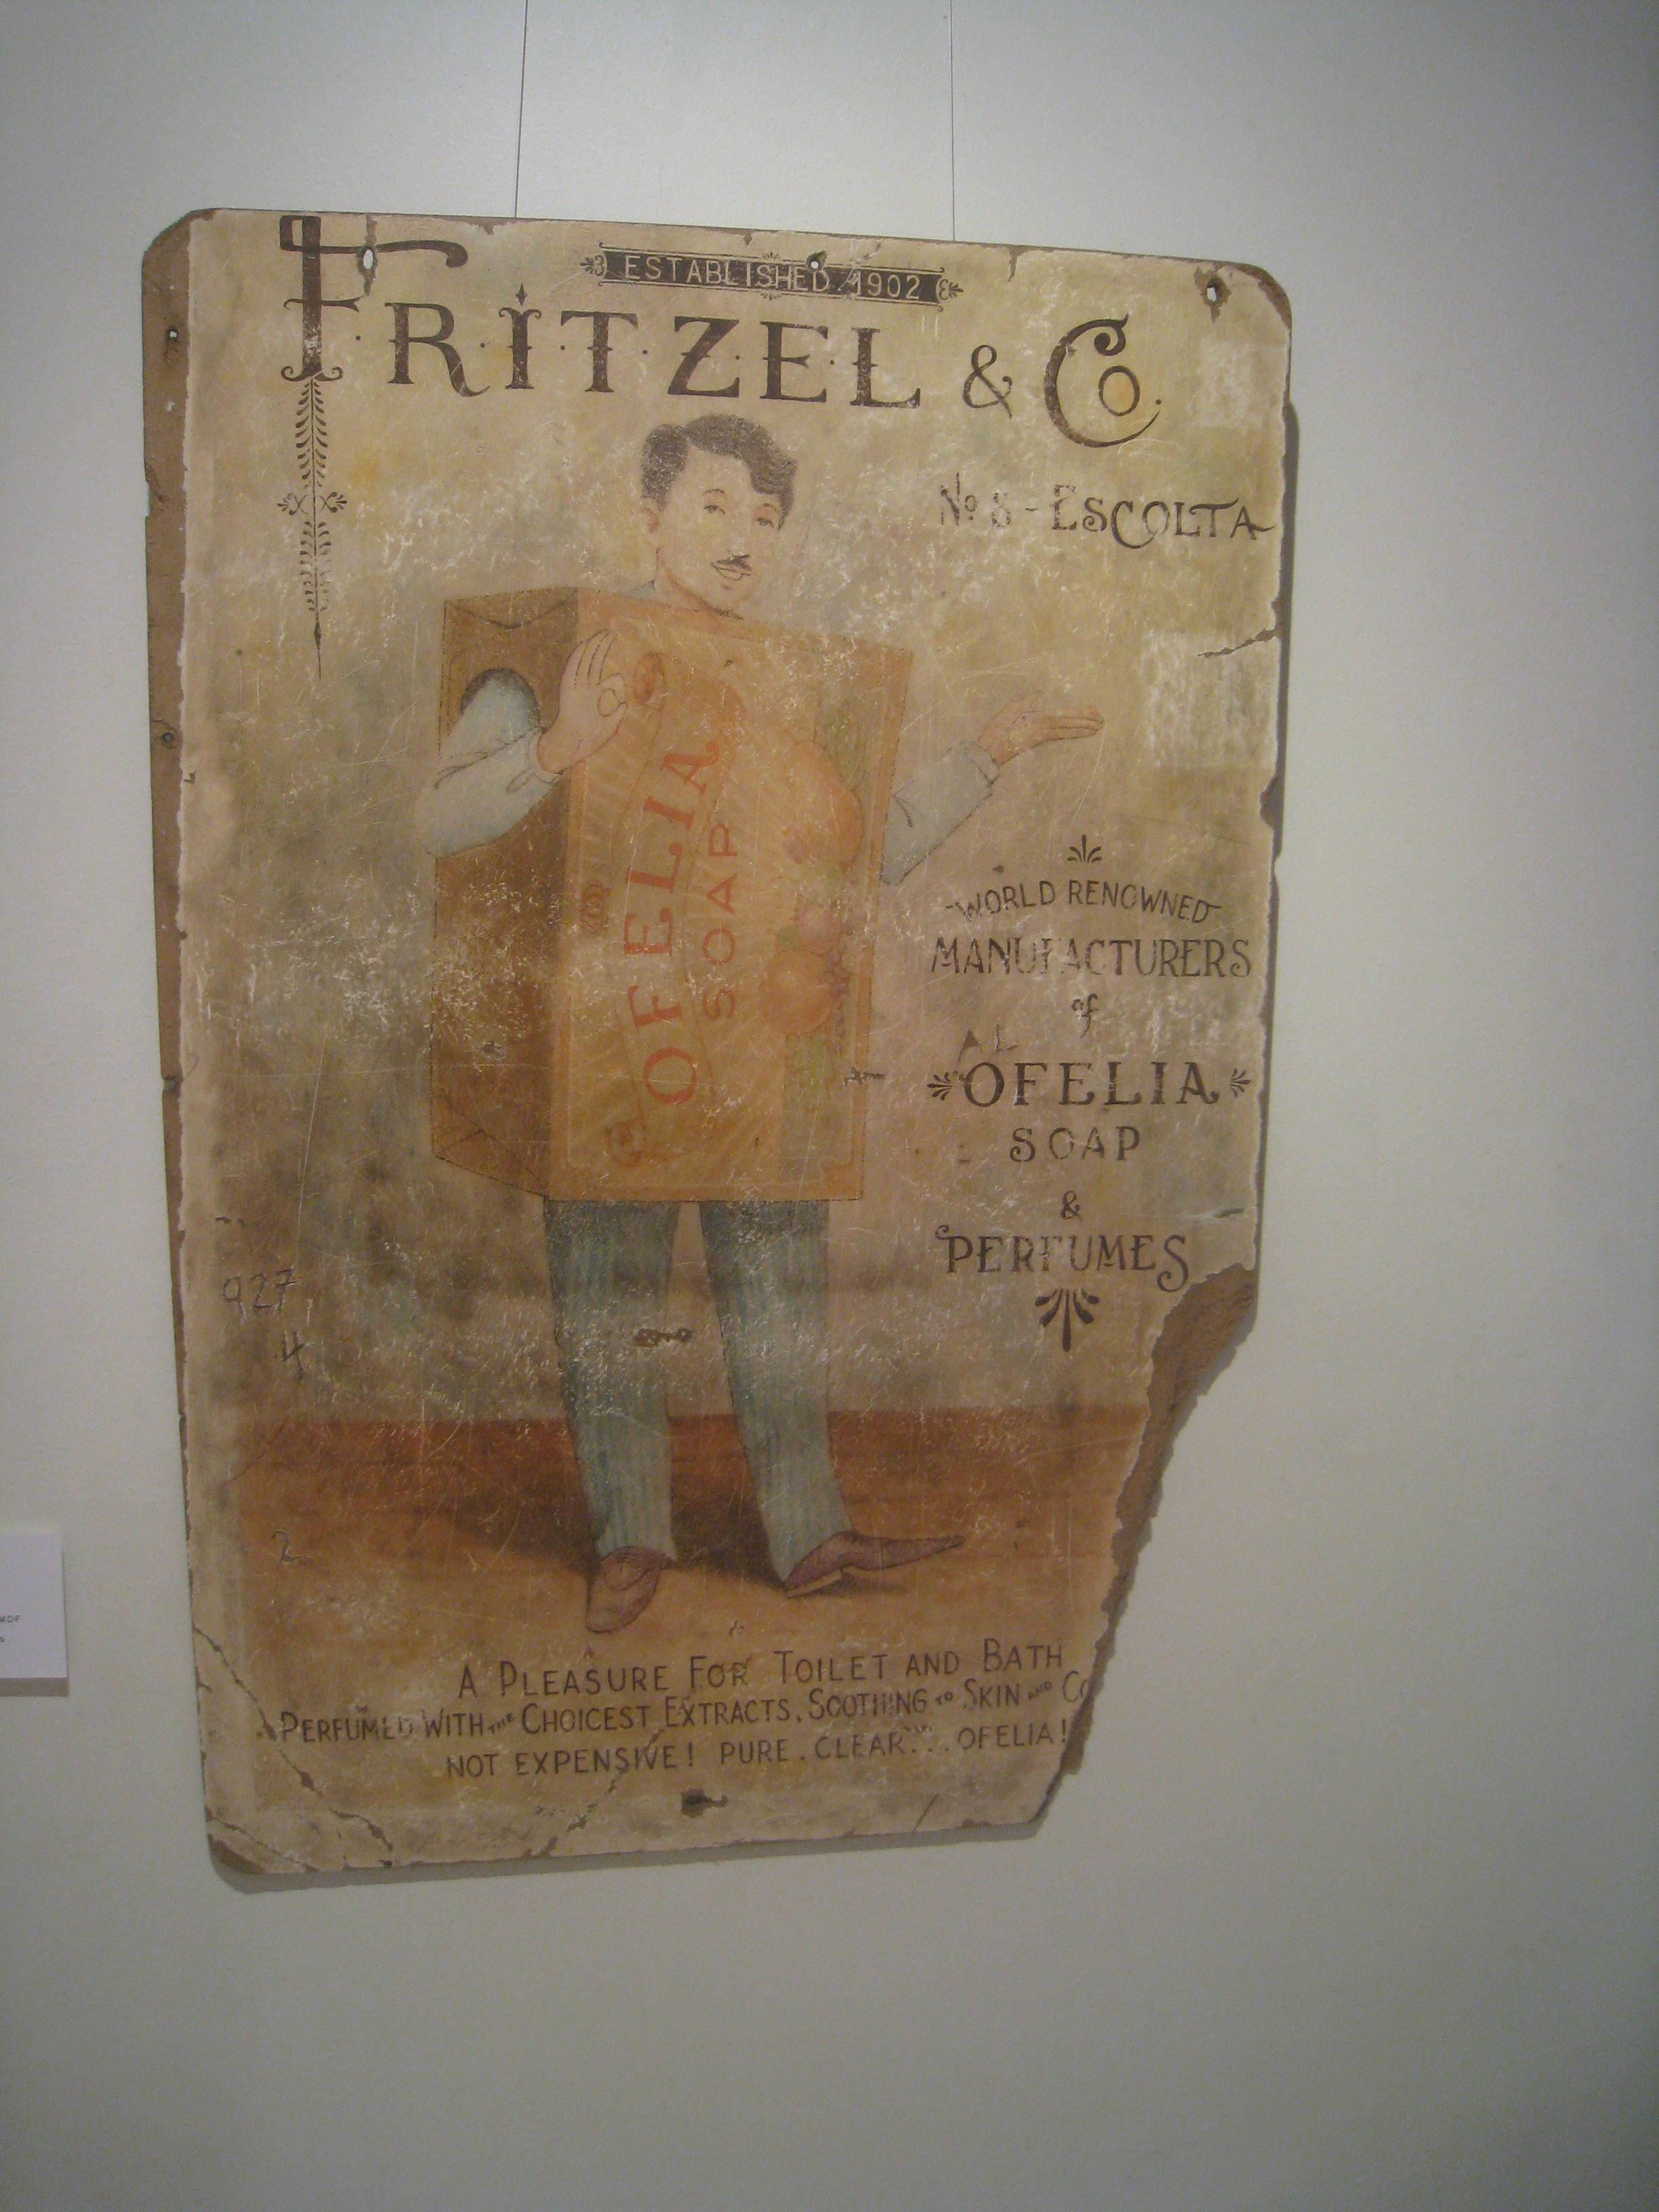 ESTABLISHED 1902
FRITZEL & Co.
No 8 - ESCOLTA
OFELIA
SOAP
WORLD RENOWNED
MANUFACTURERS
of
AL
OFELIA
SOAP
&
PERFUMES
927
4
2
A PLEASURE FOR TOILET AND BATH
PERFUMED WITH THE CHOICEST EXTRACTS. SOOTHING TO SKIN AND
NOT EXPENSIVE! PURE. CLEAR... OFELIA!
MDF